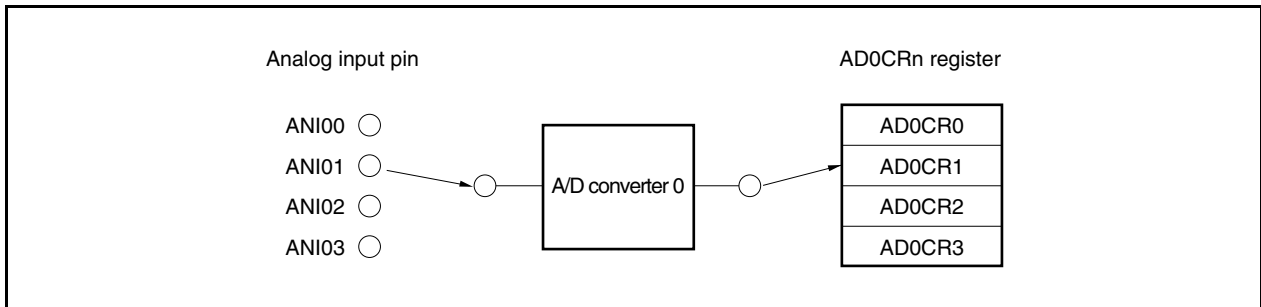 Analog input pin
AD0CRn register
ANI00
ANI01
ANI02
ANI03
A/D converter 0
AD0CR0
AD0CR1
AD0CR2
AD0CR3